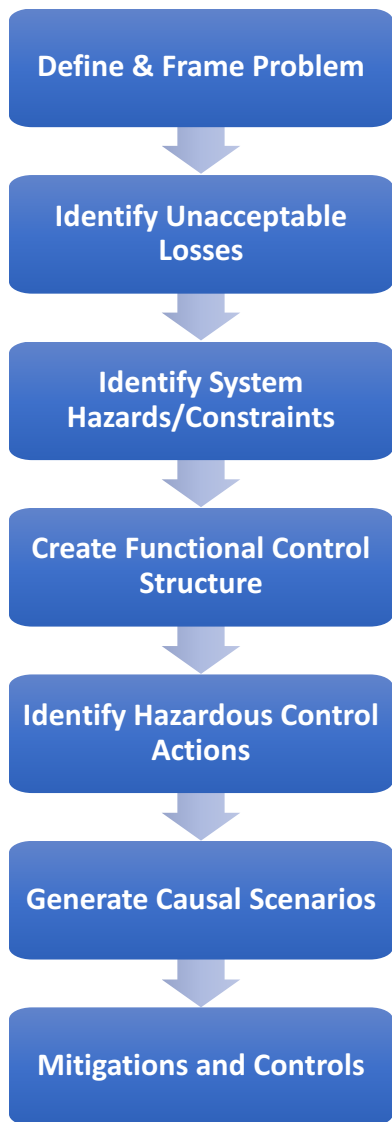 Define & Frame Problem
Identify Unacceptable
Losses
Identify System
Hazards/Constraints
Create Functional Control
Structure
Identify Hazardous Control
Actions
Generate Causal Scenarios
Mitigations and Controls